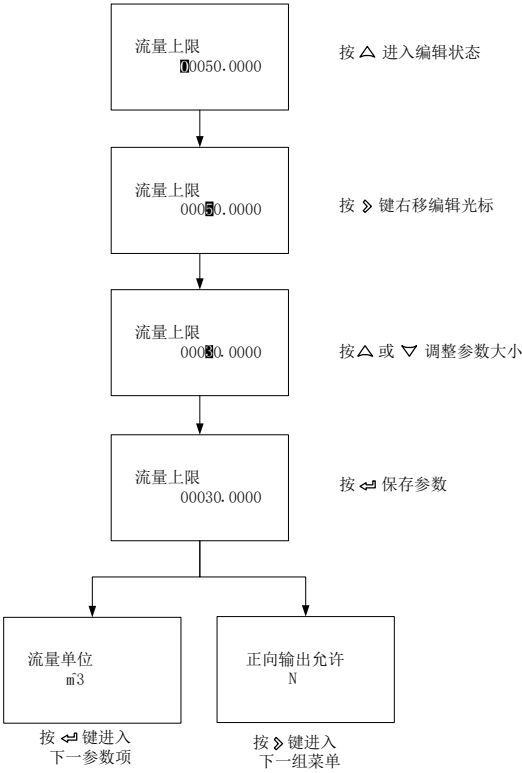 流量上限
00050.0000
按 △ 进入编辑状态
流量上限
00050.0000
按 》 键右移编辑光标
流量上限
00030.0000
按△ 或 ▽ 调整参数大小
流量上限
00030.0000
按 ↵ 保存参数
流量单位
m^3
正向输出允许
N
按 ↵ 键进入
下一参数项
按 》键进入
下一组菜单